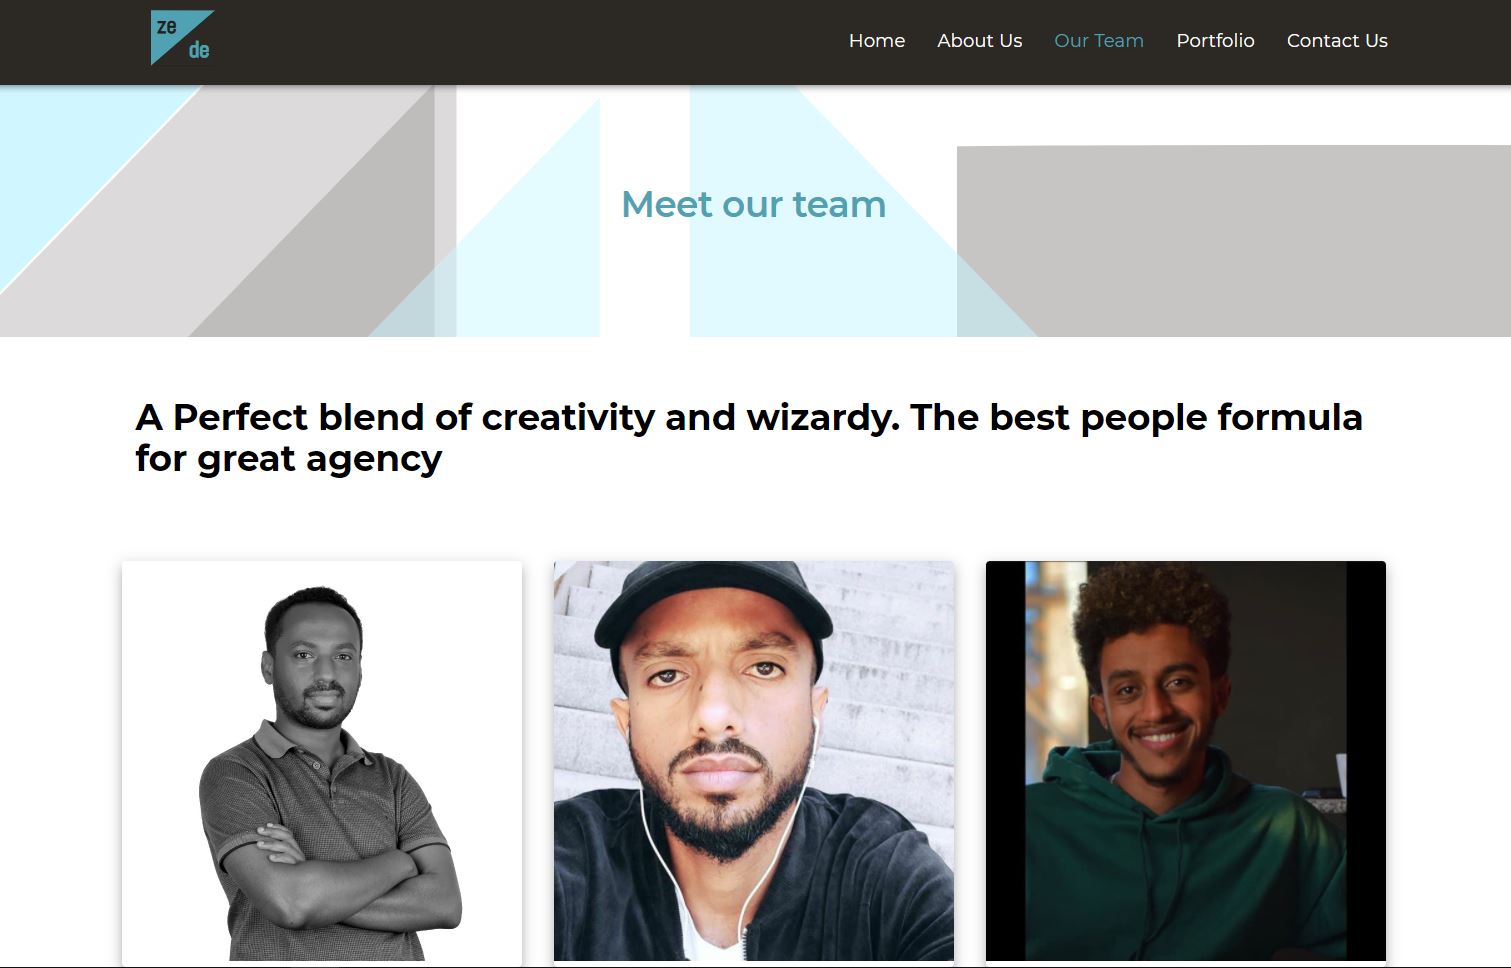 ze
de
Home About Us Our Team Portfolio Contact Us
Meet our team
A Perfect blend of creativity and wizardy. The best people formula
for great agency